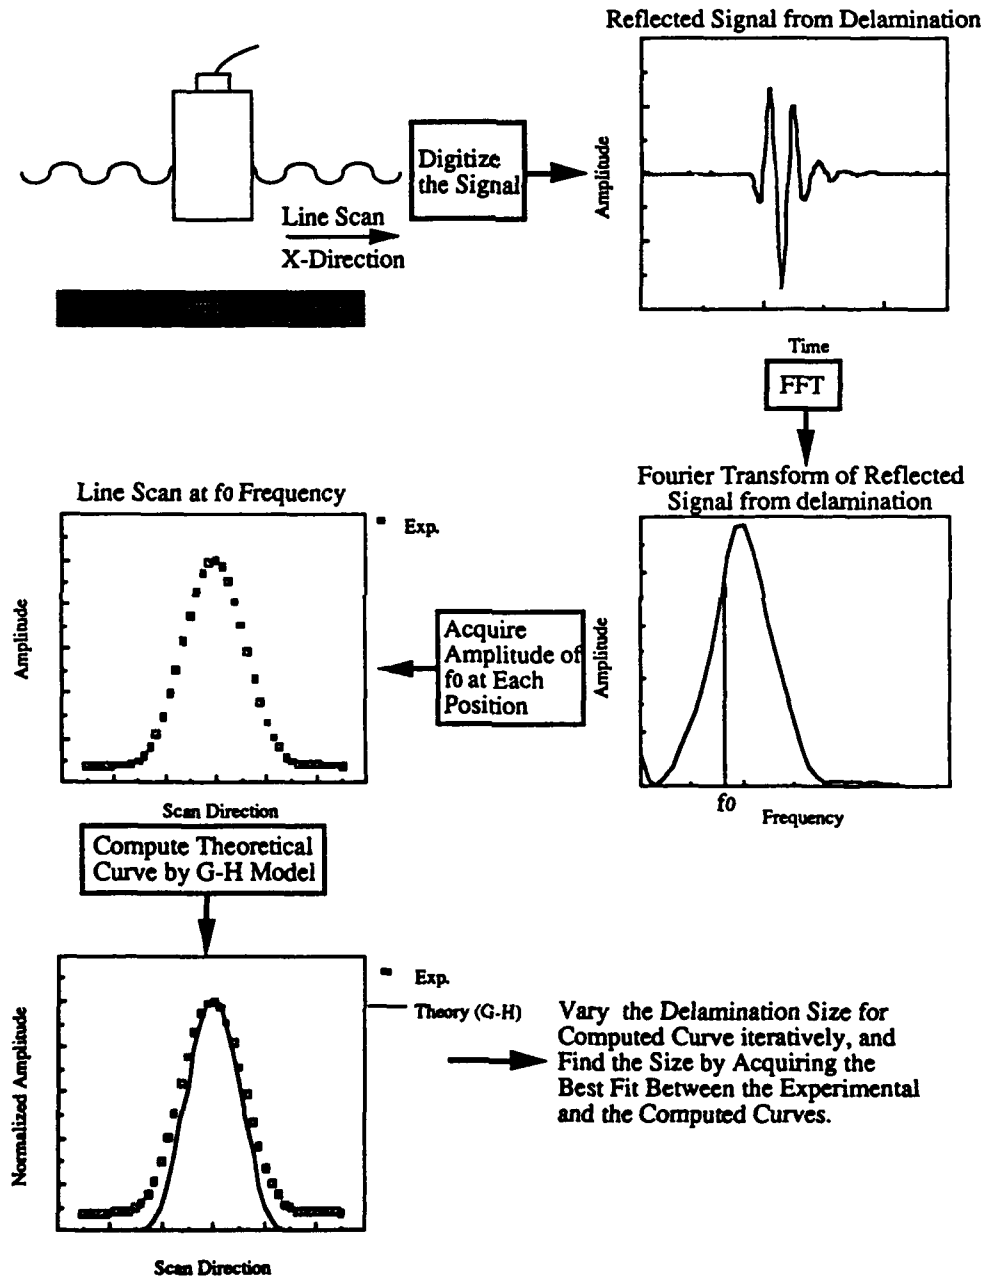 Reflected Signal from Delamination
Digitize
the Signal
Line Scan
X-Direction
Amplitude
Time
FFT
Fourier Transform of Reflected
Signal from delamination
Amplitude
f0
Frequency
Acquire
Amplitude of
f0 at Each
Position
Line Scan at f0 Frequency
Exp.
Amplitude
Scan Direction
Compute Theoretical
Curve by G-H Model
Exp.
Theory (G-H)
Normalized Amplitude
Scan Direction
Vary the Delamination Size for
Computed Curve iteratively, and
Find the Size by Acquiring the
Best Fit Between the Experimental
and the Computed Curves.